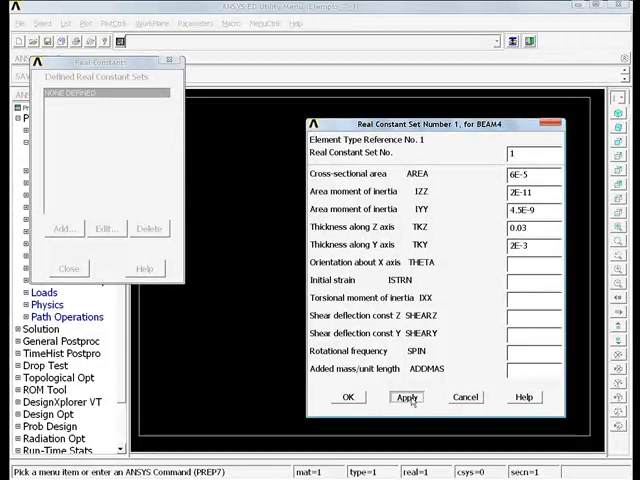 ANSYS ED Utility Menu (Ejemplo_7_1)
File Select List Plot PlotCtrls WorkPlane Parameters Macro MenuCtrls Help
Real Constants
Defined Real Constant Sets
NONE DEFINED
Add... Edit... Delete
Close Help
Real Constant Set Number 1, for BEAM4
Element Type Reference No. 1
Real Constant Set No. 1
Cross-sectional area AREA 6E-5
Area moment of inertia IZZ 2E-11
Area moment of inertia IYY 4.5E-9
Thickness along Z axis TKZ 0.03
Thickness along Y axis TKY 2E-3
Orientation about X axis THETA
Initial strain ISTRN
Torsional moment of inertia IXX
Shear deflection const Z SHEARZ
Shear deflection const Y SHEARY
Rotational frequency SPIN
Added mass/unit length ADDMAS
OK Apply Cancel Help
Loads
Physics
Path Operations
Solution
General Postproc
TimeHist Postpro
Drop Test
Topological Opt
ROM Tool
DesignXplorer VT
Design Opt
Prob Design
Radiation Opt
Run-Time Stats
Pick a menu item or enter an ANSYS Command (PREP7) mat=1 type=1 real=1 csys=0 secn=1